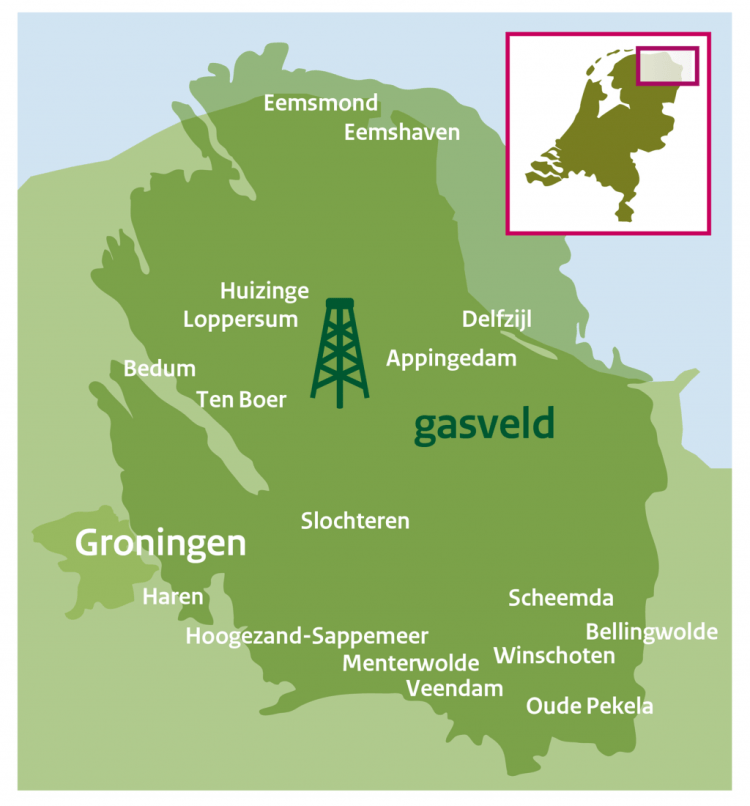 Eemsmond
Eemshaven
Huizinge
Loppersum
Delfzijl
Appingedam
Bedum
Ten Boer
gasveld
Slochteren
Groningen
Haren
Scheemda
Bellingwolde
Hoogezand-Sappemeer
Winschoten
Menterwolde
Veendam
Oude Pekela